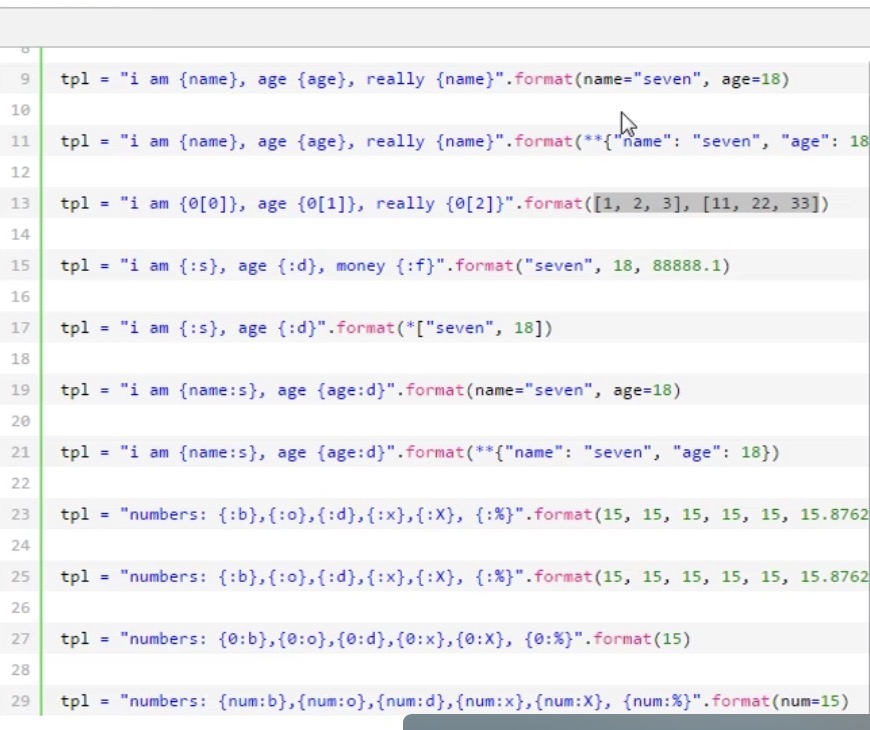 9 tpl = "i am {name}, age {age}, really {name}".format(name="seven", age=18)
10
11 tpl = "i am {name}, age {age}, really {name}".format(**{"name": "seven", "age": 18
12
13 tpl = "i am {0[0]}, age {0[1]}, really {0[2]}".format([1, 2, 3], [11, 22, 33])
14
15 tpl = "i am {:s}, age {:d}, money {:f}".format("seven", 18, 88888.1)
16
17 tpl = "i am {:s}, age {:d}".format(*["seven", 18])
18
19 tpl = "i am {name:s}, age {age:d}".format(name="seven", age=18)
20
21 tpl = "i am {name:s}, age {age:d}".format(**{"name": "seven", "age": 18})
22
23 tpl = "numbers: {:b},{:o},{:d},{:x},{:X}, {:%}".format(15, 15, 15, 15, 15, 15.8762
24
25 tpl = "numbers: {:b},{:o},{:d},{:x},{:X}, {:%}".format(15, 15, 15, 15, 15, 15.8762
26
27 tpl = "numbers: {0:b},{0:o},{0:d},{0:x},{0:X}, {0:%}".format(15)
28
29 tpl = "numbers: {num:b},{num:o},{num:d},{num:x},{num:X}, {num:%}".format(num=15)